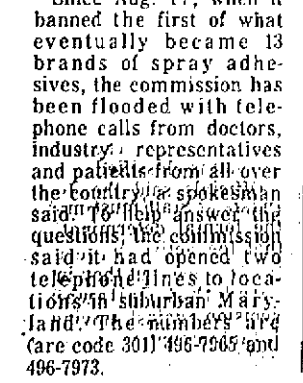 Since Aug. 17, when it
banned the first of what
eventually became 13
brands of spray adhe-
sives, the commission has
been flooded with tele-
phone calls from doctors,
industry representatives
and patients from all over
the country, a spokesman
said. To help answer the
questions, the commission
said it had opened two
telephone lines to loca-
tions in suburban Mary-
land. The numbers are
(are code 301) 496-7965 and
496-7973.